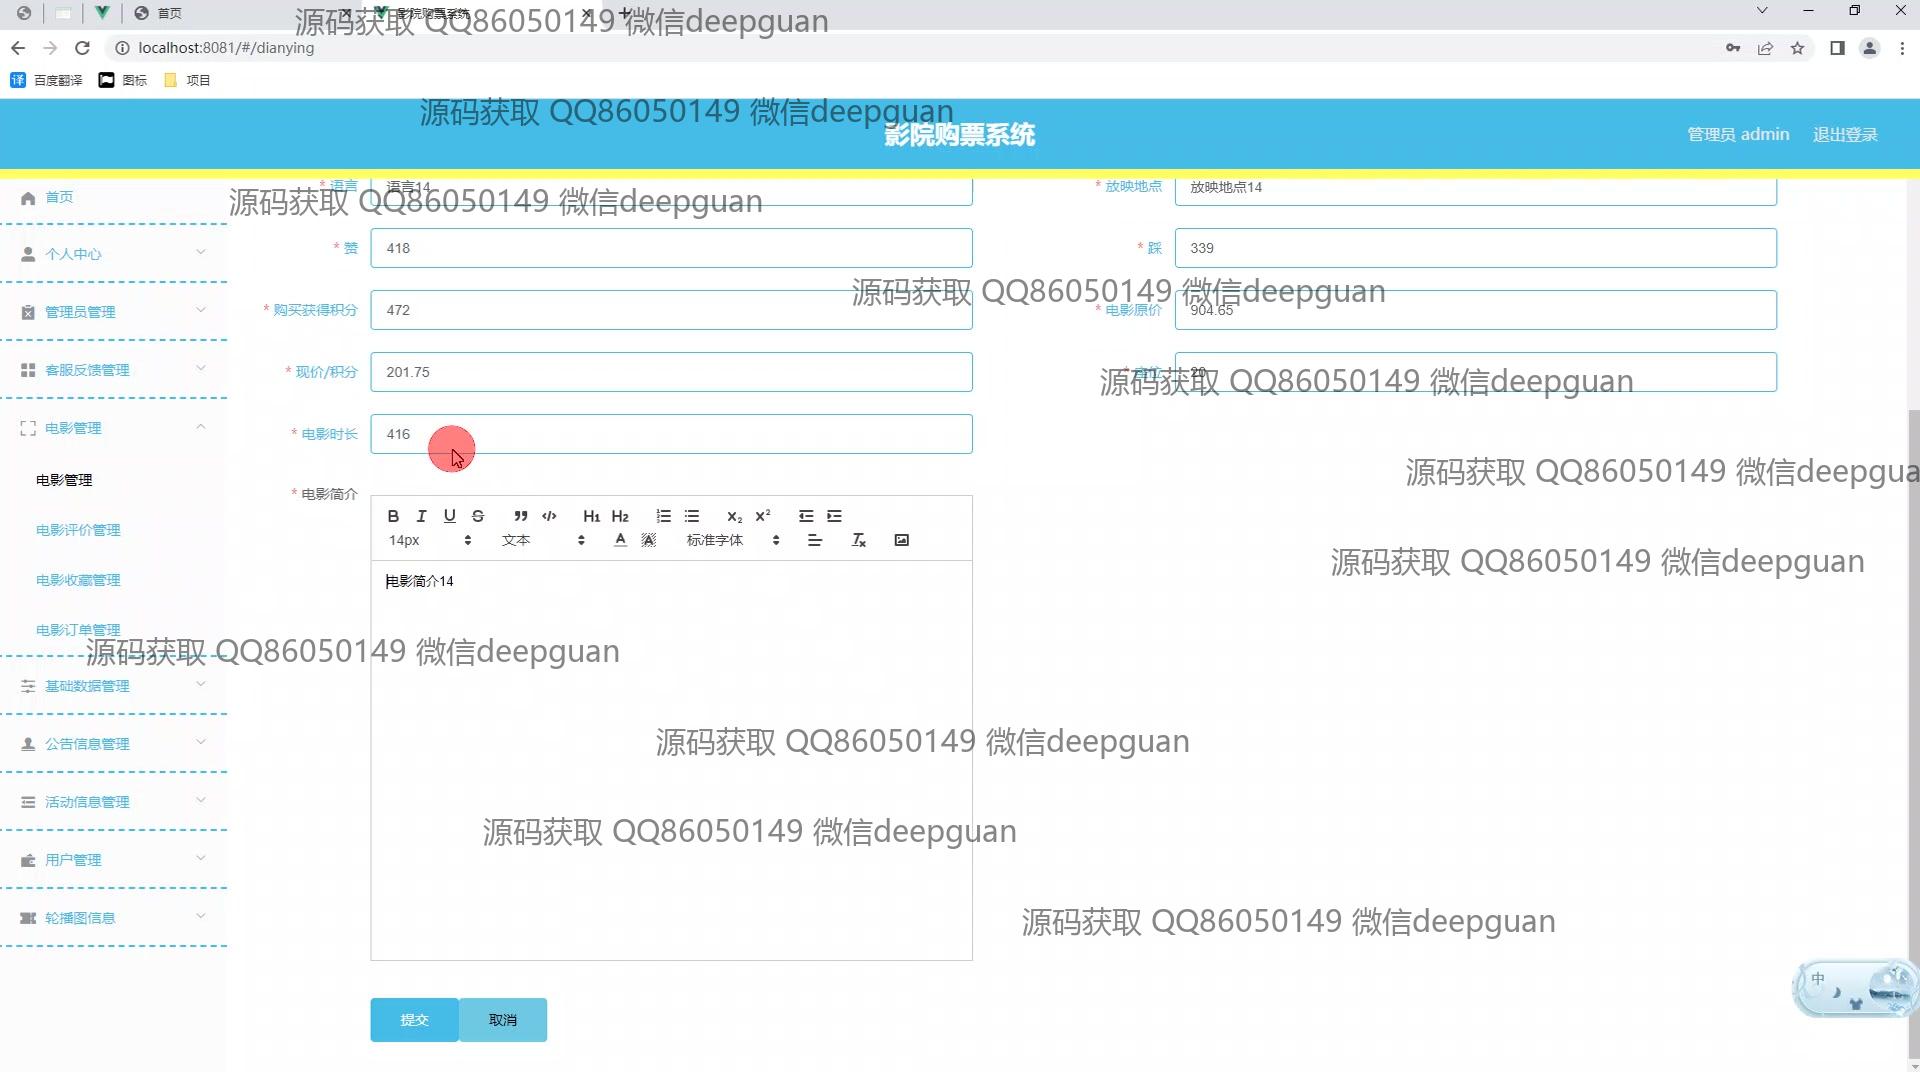 首页
影院购票系统
源码获取 QQ86050149 微信deepguan
localhost:8081/#/dianying
百度翻译 图标 项目
源码获取 QQ86050149 微信deepguan
影院购票系统
管理员 admin 退出登录
首页
* 语言 语言14
* 放映地点 放映地点14
源码获取 QQ86050149 微信deepguan
个人中心
* 赞 418
* 踩 339
源码获取 QQ86050149 微信deepguan
管理员管理
* 购买获得积分 472
* 电影原价 904.65
客服反馈管理
* 现价/积分 201.75
* 座位 20
源码获取 QQ86050149 微信deepguan
电影管理
* 电影时长 416
源码获取 QQ86050149 微信deepgua
电影管理
* 电影简介
B I U S H1 H2 X2 X2
14px 文本 A A 标准字体
电影评价管理
源码获取 QQ86050149 微信deepguan
电影简介14
电影收藏管理
电影订单管理
源码获取 QQ86050149 微信deepguan
基础数据管理
公告信息管理
源码获取 QQ86050149 微信deepguan
活动信息管理
源码获取 QQ86050149 微信deepguan
用户管理
轮播图信息
源码获取 QQ86050149 微信deepguan
中
提交 取消